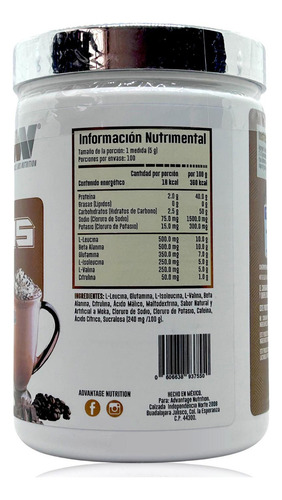 Información Nutrimental
Tamaño de la porción: 1 medida (5 g)
Porciones por envase: 100
Cantidad por porción por 100 g
Contenido energético 18 kcal 360 kcal
Proteína 2.0 g 40.0 g
Grasas (Lípidos) 0 g 0 g
Carbohidratos (Hidratos de Carbono) 2.5 g 50 g
Sodio (Cloruro de Sodio) 75.0 mg 1500.0 mg
Potasio (Cloruro de Potasio) 15.0 mg 300.0 mg
L-Leucina 500.0 mg 10.0 g
Beta Alanina 500.0 mg 10.0 g
Glutamina 350.0 mg 7.0 g
L-Isoleucina 250.0 mg 5.0 g
L-Valina 250.0 mg 5.0 g
Citrulina 50.0 mg 1.0 g
INGREDIENTES: L-Leucina, Glutamina, L-Isoleucina, L-Valina, Beta
Alanina, Citrulina, Ácido Málico, Maltodextrina, Sabor Natural y
Artificial a Moka, Cloruro de Sodio, Cloruro de Potasio, Cafeína,
Ácido Cítrico, Sucralosa (240 mg/100 g).
ADVANTAGE NUTRITION
HECHO EN MÉXICO.
Para: Advantage Nutrition.
Calzada Independencia Norte 2008
Guadalajara Jalisco, Col. la Esperanza
C.P. 44300.